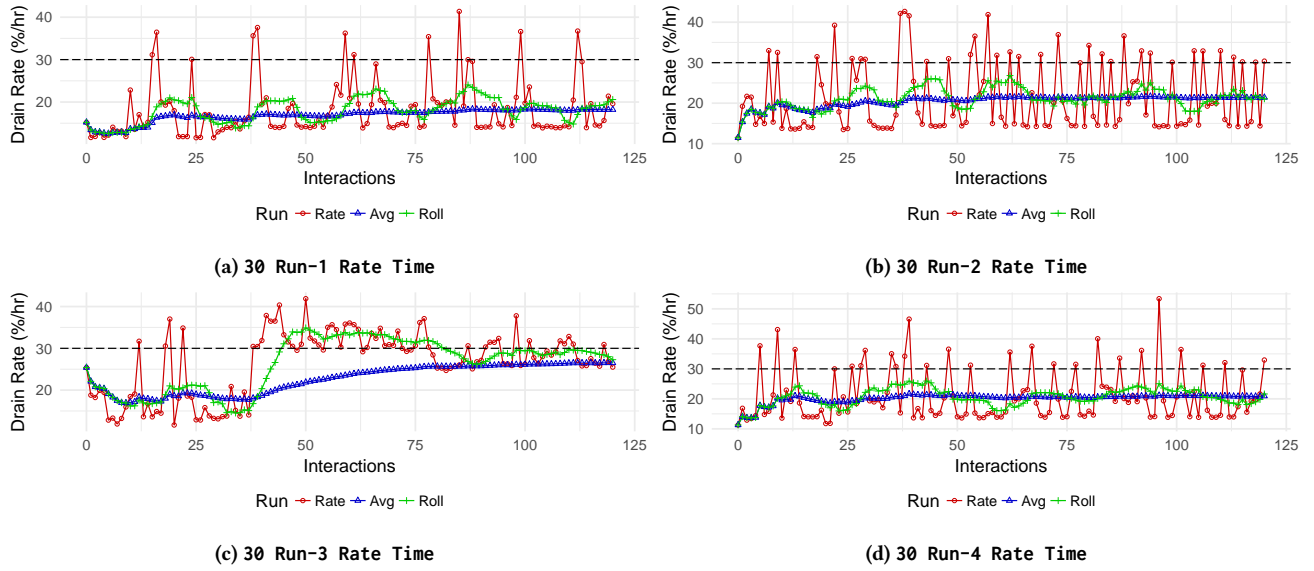 Drain Rate (%/hr)
40
30
20
0 25 50 75 100 125
Interactions
Run Rate Avg Roll
(a) 30 Run-1 Rate Time
Drain Rate (%/hr)
40
30
20
10
0 25 50 75 100 125
Interactions
Run Rate Avg Roll
(b) 30 Run-2 Rate Time
Drain Rate (%/hr)
40
30
20
0 25 50 75 100 125
Interactions
Run Rate Avg Roll
(c) 30 Run-3 Rate Time
Drain Rate (%/hr)
50
40
30
20
10
0 25 50 75 100 125
Interactions
Run Rate Avg Roll
(d) 30 Run-4 Rate Time